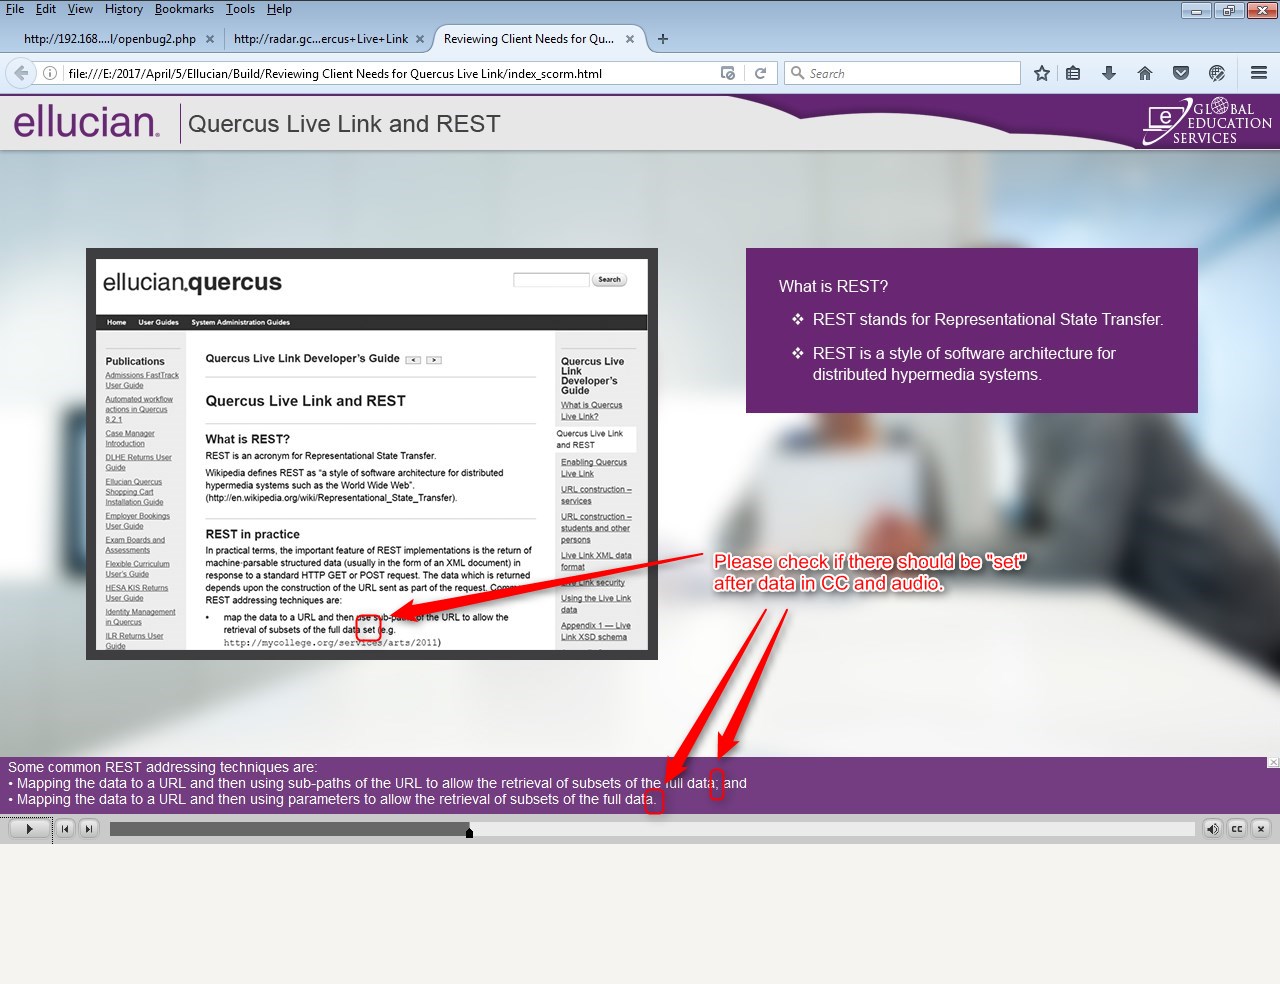 File Edit View History Bookmarks Tools Help
http://192.168....l/openbug2.php
http://radar.gc...ercus+Live+Link
Reviewing Client Needs for Qu...
file:///E:/2017/April/5/Ellucian/Build/Reviewing Client Needs for Quercus Live Link/index_scorm.html
Search
ellucian.
Quercus Live Link and REST
GLOBAL
EDUCATION
SERVICES
ellucian.quercus
Search
Home User Guides System Administration Guides
Publications
Admissions FastTrack
User Guide
Automated workflow
actions in Quercus
8.2.1
Case Manager
Introduction
DLHE Returns User
Guide
Ellucian Quercus
Shopping Cart
Installation Guide
Employer Bookings
User Guide
Exam Boards and
Assessments
Flexible Curriculum
User's Guide
HESA KIS Returns
User Guide
Identity Management
in Quercus
ILR Returns User
Guide
Quercus Live Link Developer's Guide
Quercus Live Link and REST
What is REST?
REST is an acronym for Representational State Transfer.
Wikipedia defines REST as "a style of software architecture for distributed
hypermedia systems such as the World Wide Web".
(http://en.wikipedia.org/wiki/Representational_State_Transfer).
REST in practice
In practical terms, the important feature of REST implementations is the return of
machine-parsable structured data (usually in the form of an XML document) in
response to a standard HTTP GET or POST request. The data which is returned
depends upon the construction of the URL sent as part of the request.
REST addressing techniques are:
• map the data to a URL and then use sub-paths of the URL to allow the
retrieval of subsets of the full data set (e.g.
http://mycollege.org/services/arts/2011)
Quercus Live
Link
Developer's
Guide
What is Quercus
Live Link?
Quercus Live Link
and REST
Enabling Quercus
Live Link
URL construction –
services
URL construction –
students and other
persons
Live Link XML data
format
Live Link security
Using the Live Link
data
Appendix 1 — Live
Link XSD schema
What is REST?
❖ REST stands for Representational State Transfer.
❖ REST is a style of software architecture for
distributed hypermedia systems.
Please check if there should be "set"
after data in CC and audio.
Some common REST addressing techniques are:
• Mapping the data to a URL and then using sub-paths of the URL to allow the retrieval of subsets of the full data; and
• Mapping the data to a URL and then using parameters to allow the retrieval of subsets of the full data.
CC